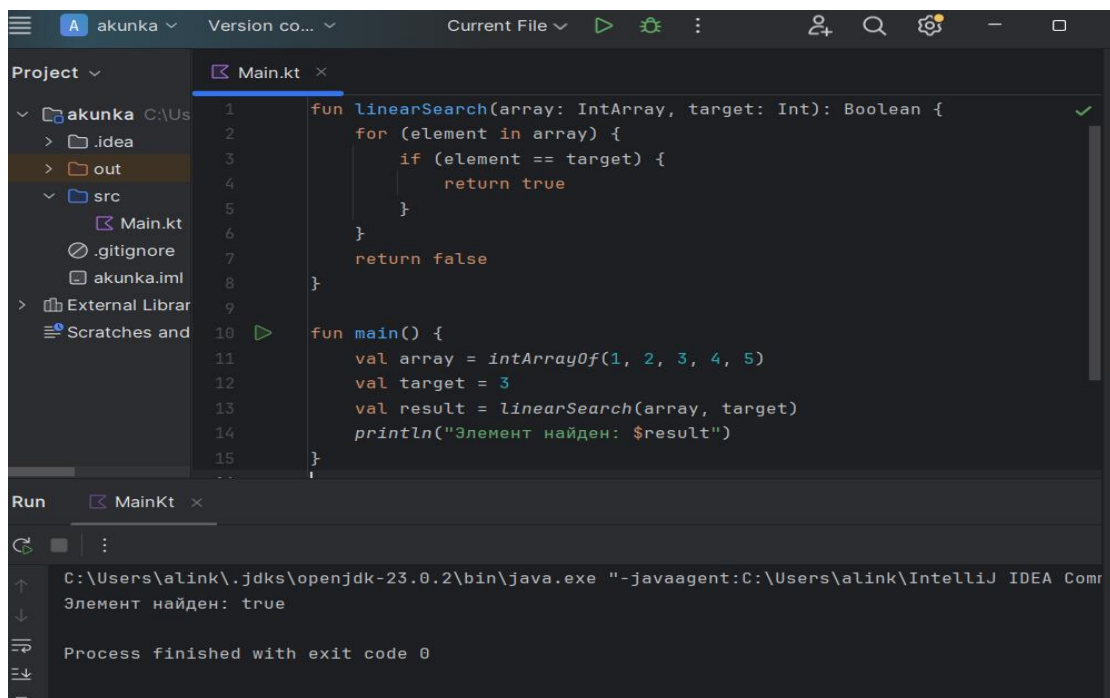 A akunka Version co... Current File
Project
Main.kt
akunka C:\Us
.idea
out
src
Main.kt
.gitignore
akunka.iml
External Librar
Scratches and
1 fun linearSearch(array: IntArray, target: Int): Boolean {
2 for (element in array) {
3 if (element == target) {
4 return true
5 }
6 }
7 return false
8 }
9
10 fun main() {
11 val array = intArrayOf(1, 2, 3, 4, 5)
12 val target = 3
13 val result = linearSearch(array, target)
14 println("Элемент найден: $result")
15 }
Run MainKt
C:\Users\alink\.jdks\openjdk-23.0.2\bin\java.exe "-javaagent:C:\Users\alink\IntelliJ IDEA Comm
Элемент найден: true
Process finished with exit code 0